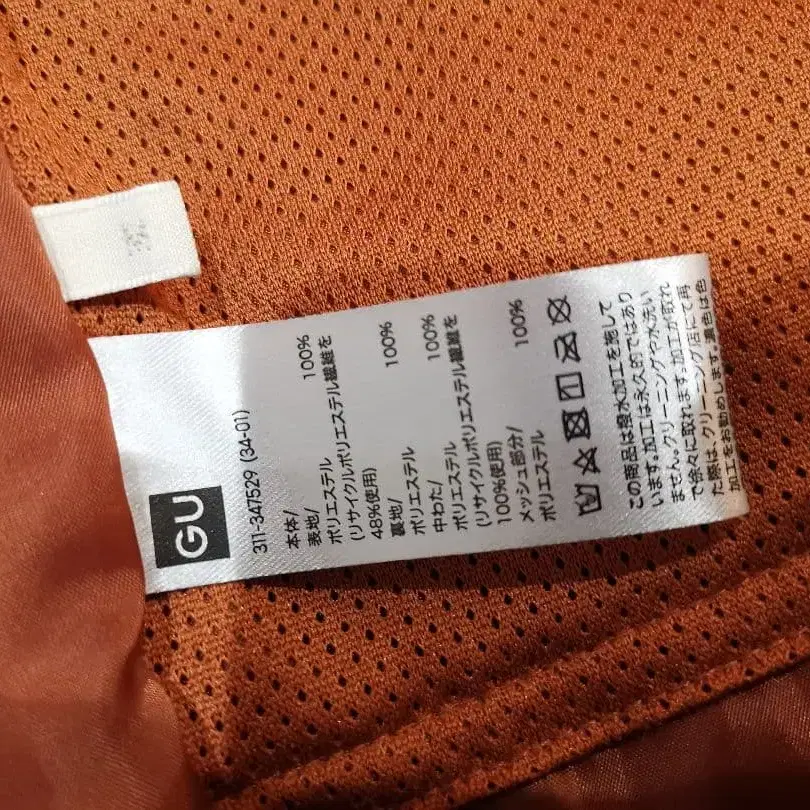 GU
311-347529 (34-01)
本体/
表地/
ポリエステル 100%
(リサイクルポリエステル繊維を
48%使用)
裏地/
ポリエステル 100%
中わた/
ポリエステル 100%
(リサイクルポリエステル繊維を
100%使用)
メッシュ部分/
ポリエステル 100%
この商品は撥水加工を施して
います。加工は永久的ではあり
ません。クリーニングや水洗い
で徐々に取れます。加工が取れ
た際は、クリーニング店にて再
加工をお勧めします。濃色は色